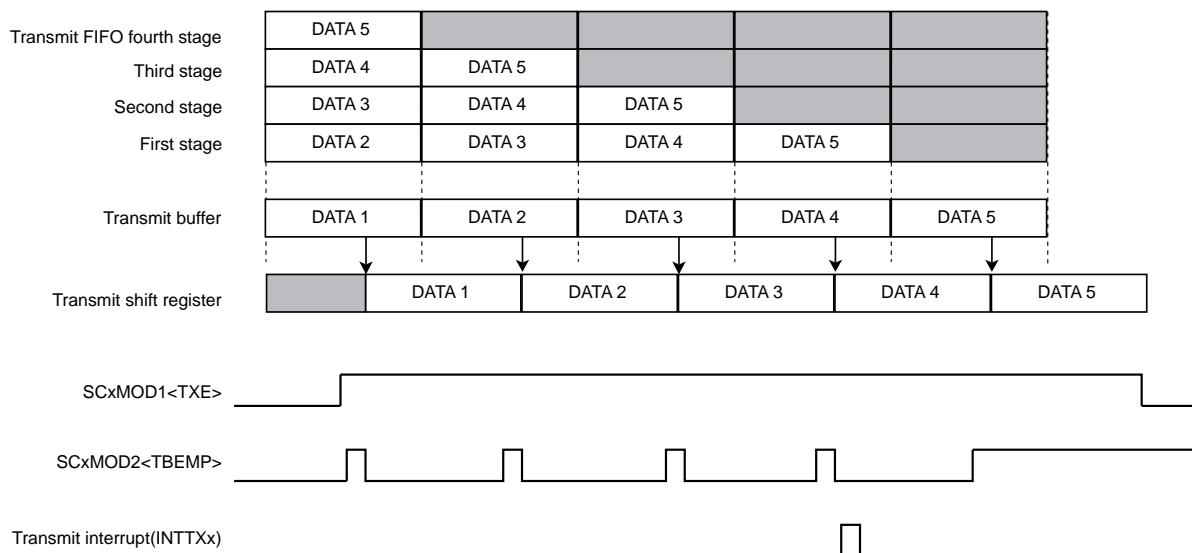 Transmit FIFO fourth stage DATA 5
Third stage DATA 4 DATA 5
Second stage DATA 3 DATA 4 DATA 5
First stage DATA 2 DATA 3 DATA 4 DATA 5
Transmit buffer DATA 1 DATA 2 DATA 3 DATA 4 DATA 5
Transmit shift register DATA 1 DATA 2 DATA 3 DATA 4 DATA 5
SCxMOD1<TXE>
SCxMOD2<TBEMP>
Transmit interrupt(INTTXx)